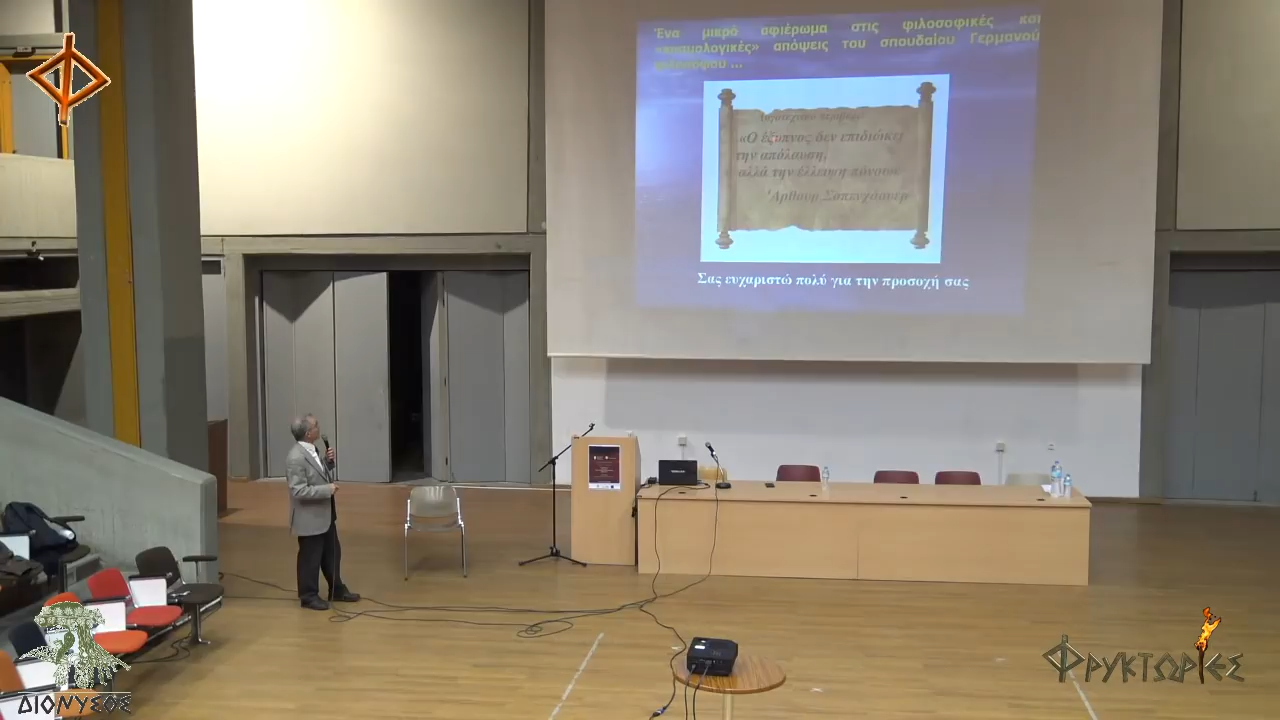 Ένα μικρό αφιέρωμα στις φιλοσοφικές και
απόψεις του σπουδαίου Γερμανού
φιλοσόφου ...
«Ο έξυπνος δεν επιδιώκει
την απόλαυση,
αλλά την έλλειψη πόνου»
Άρθουρ Σοπενχάουερ
Σας ευχαριστώ πολύ για την προσοχή σας
ΔΙΟΝΥΣΟΣ
ΦΡΥΚΤΩΡΙΕΣ